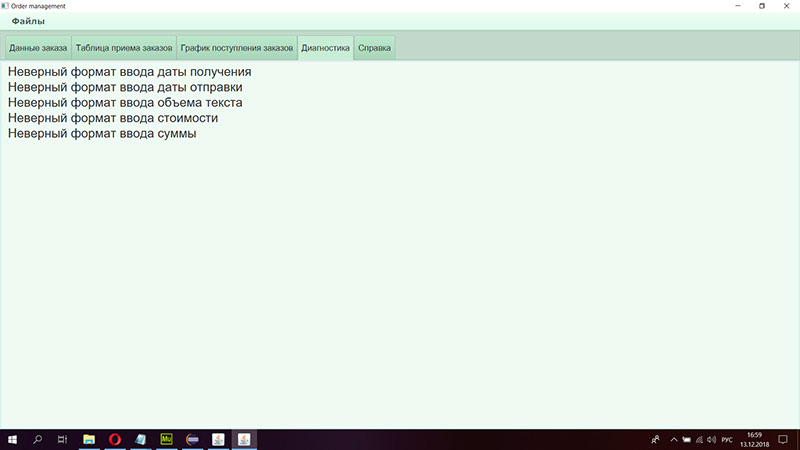 Order management
Файлы
Данные заказа
Таблица приема заказов
График поступления заказов
Диагностика
Справка
Неверный формат ввода даты получения
Неверный формат ввода даты отправки
Неверный формат ввода объема текста
Неверный формат ввода стоимости
Неверный формат ввода суммы
Mu
РУС
16:59
13.12.2018